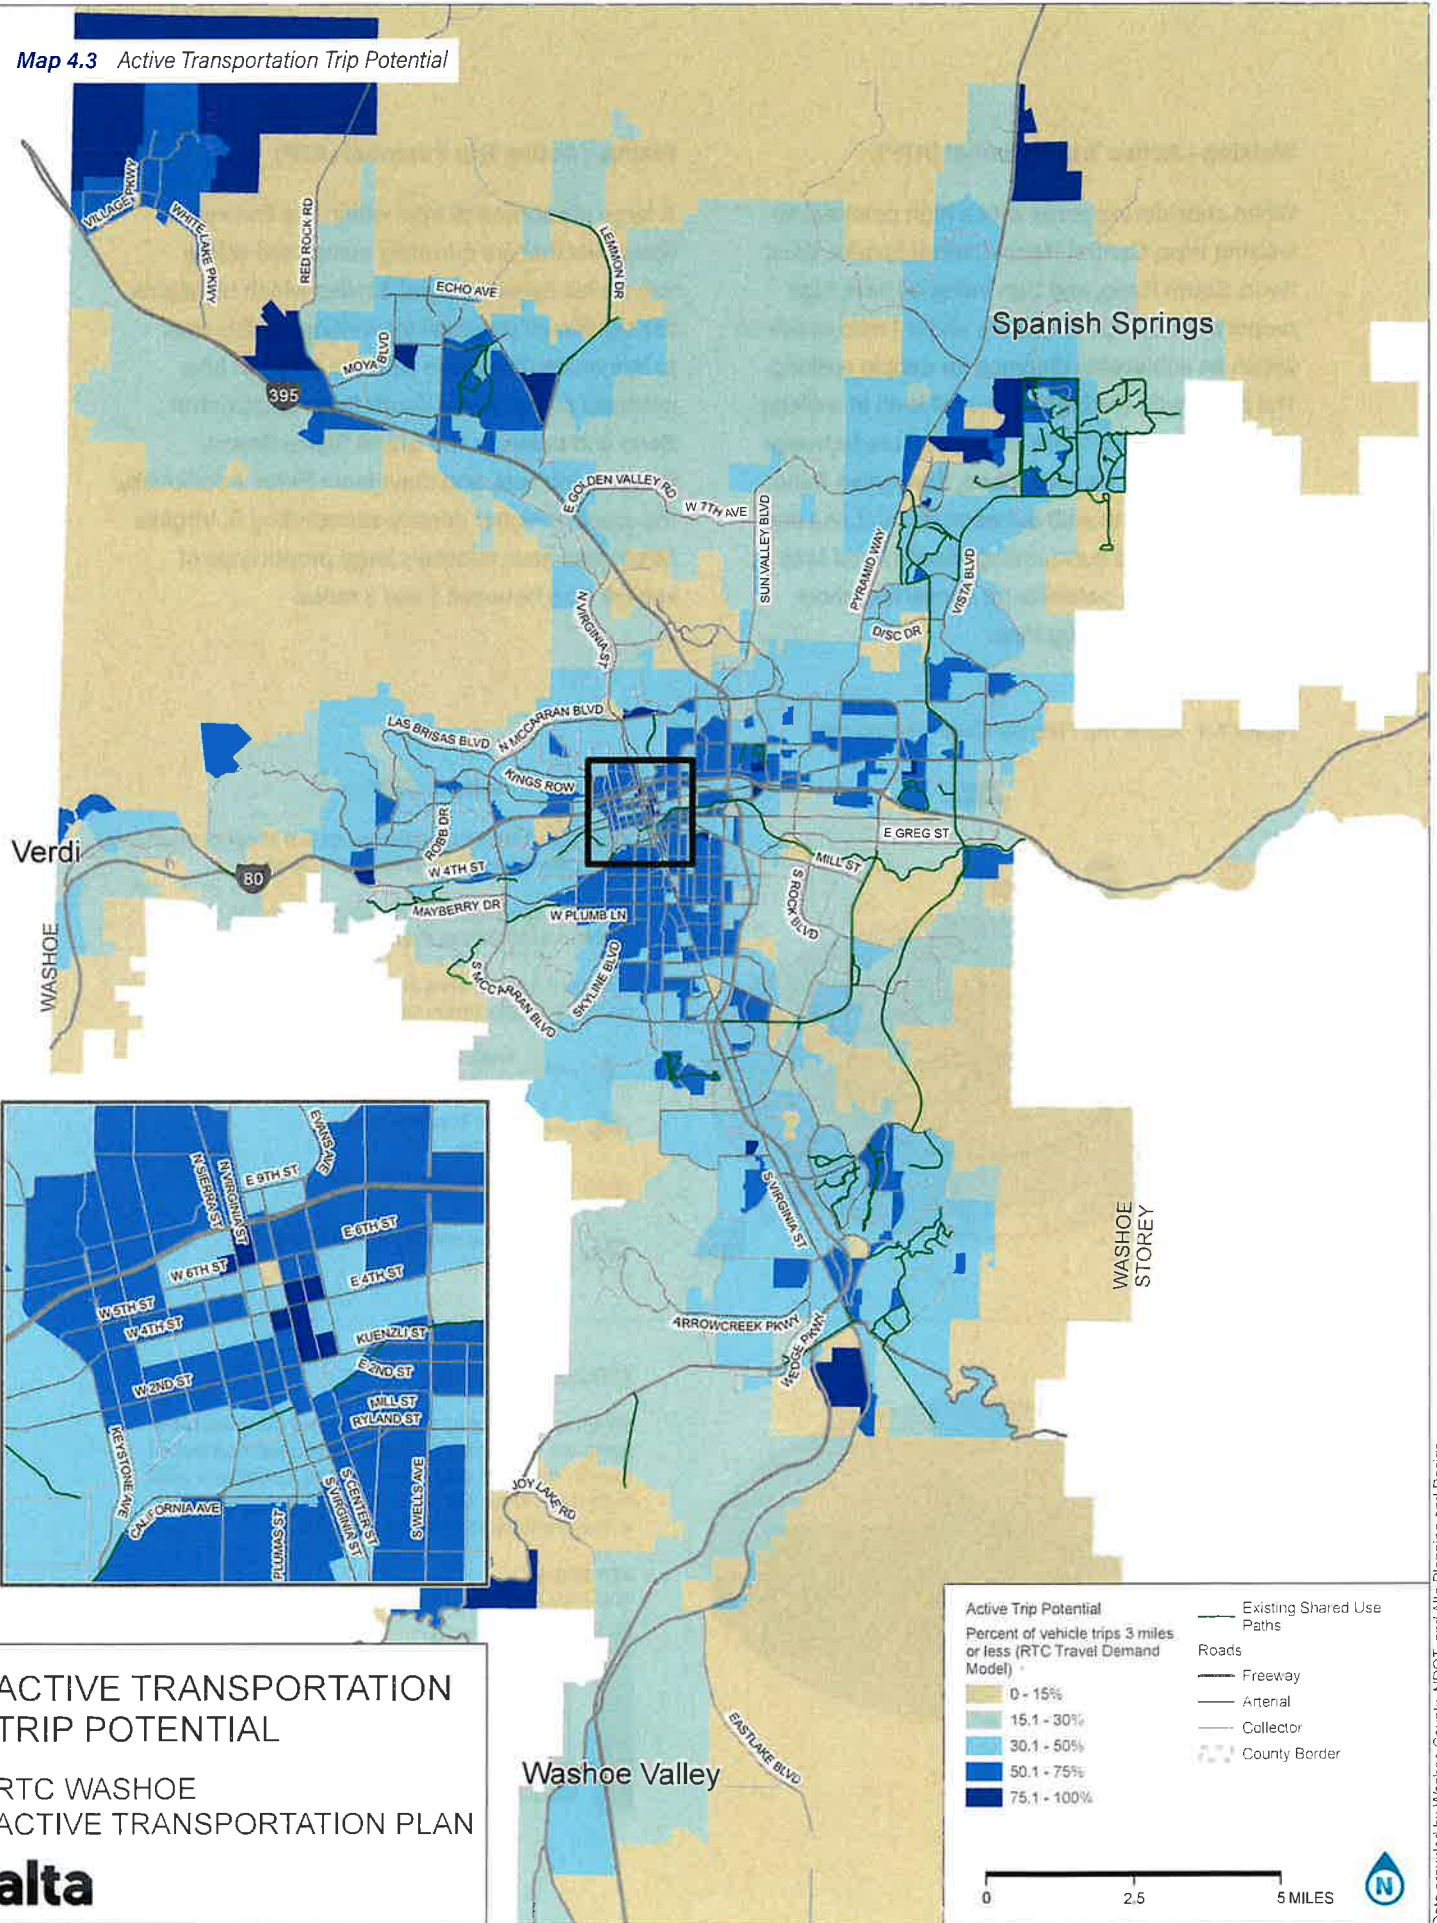 Map 4.3 Active Transportation Trip Potential
VILLAGE PKWY
WHITE LAKE PKWY
RED ROCK RD
ECHO AVE
LEMMON DR
MOYA BLVD
395
Spanish Springs
E GOLDEN VALLEY RD
W 7TH AVE
SUN VALLEY BLVD
PYRAMID WAY
VISTA BLVD
DISC DR
N VIRGINIA ST
LAS BRISAS BLVD
N MCCARRAN BLVD
KINGS ROW
ROBB DR
E GREG ST
Verdi
80
W 4TH ST
MILL ST
MAYBERRY DR
W PLUMB LN
S ROCK BLVD
WASHOE
S MCCARRAN BLVD
SKYLINE BLVD
EVANS AVE
N SIERRA ST
N VIRGINIA ST
E 9TH ST
E 6TH ST
W 6TH ST
E 4TH ST
W 5TH ST
W 4TH ST
KUENZLI ST
E 2ND ST
W 2ND ST
MILL ST
RYLAND ST
KEYSTONE AVE
CALIFORNIA AVE
PLUMAS ST
S VIRGINIA ST
S CENTER ST
S WELLS AVE
S VIRGINIA ST
WASHOE
STOREY
ARROWCREEK PKWY
WEDGE PKWY
JOY LAKE RD
EASTLAKE BLVD
Washoe Valley
ACTIVE TRANSPORTATION
TRIP POTENTIAL
RTC WASHOE
ACTIVE TRANSPORTATION PLAN
alta
Active Trip Potential
Percent of vehicle trips 3 miles
or less (RTC Travel Demand
Model)
0 - 15%
15.1 - 30%
30.1 - 50%
50.1 - 75%
75.1 - 100%
Existing Shared Use
Paths
Roads
Freeway
Arterial
Collector
County Border
0 2.5 5 MILES
N